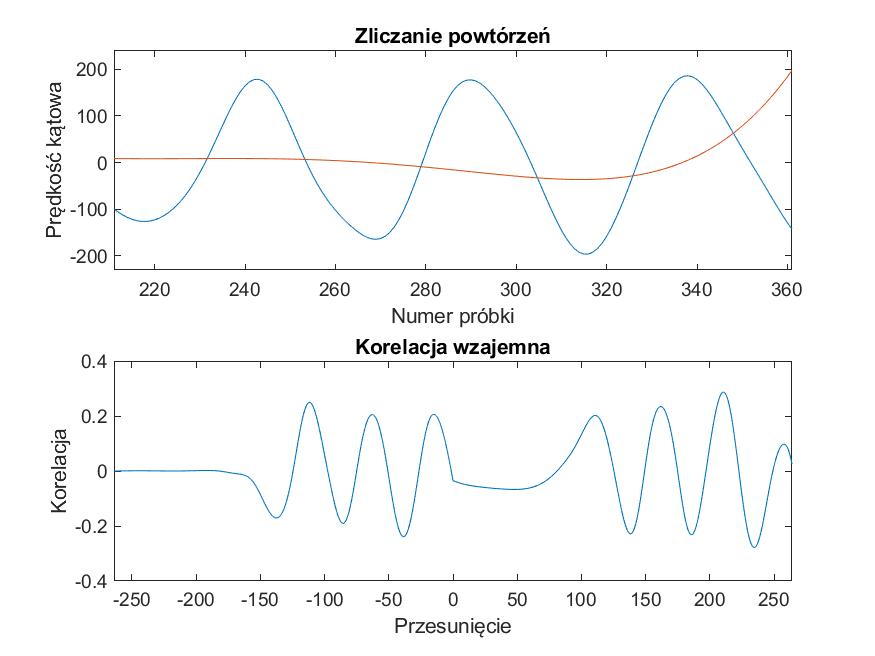 Zliczanie powtórzeń
200
100
0
-100
-200
Prędkość kątowa
220 240 260 280 300 320 340 360
Numer próbki
Korelacja wzajemna
0.4
0.2
0
-0.2
-0.4
Korelacja
-250 -200 -150 -100 -50 0 50 100 150 200 250
Przesunięcie